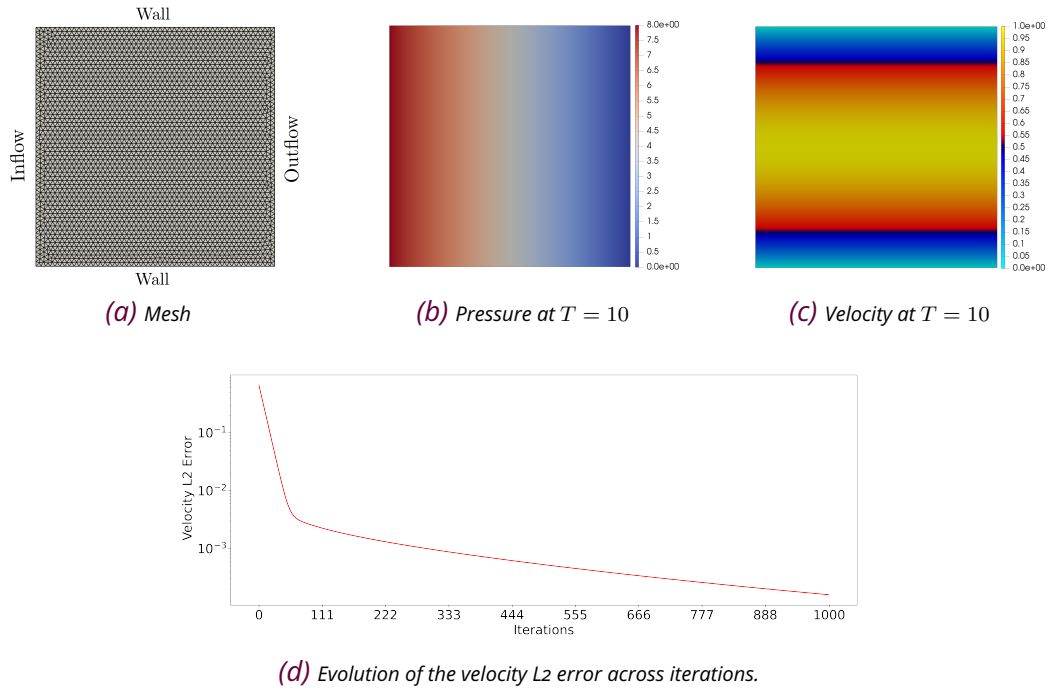 Wall
Inflow
Outflow
Wall
(a) Mesh
8.0e+00
7.5
7
6.5
6
5.5
5
4.5
4
3.5
3
2.5
2
1.5
1
0.5
0.0e+00
(b) Pressure at T = 10
1.0e+00
0.95
0.9
0.85
0.8
0.75
0.7
0.65
0.6
0.55
0.5
0.45
0.4
0.35
0.3
0.25
0.2
0.15
0.1
0.05
0.0e+00
(c) Velocity at T = 10
Velocity L2 Error
10⁻¹
10⁻²
10⁻³
0 111 222 333 444 555 666 777 888 1000
Iterations
(d) Evolution of the velocity L2 error across iterations.